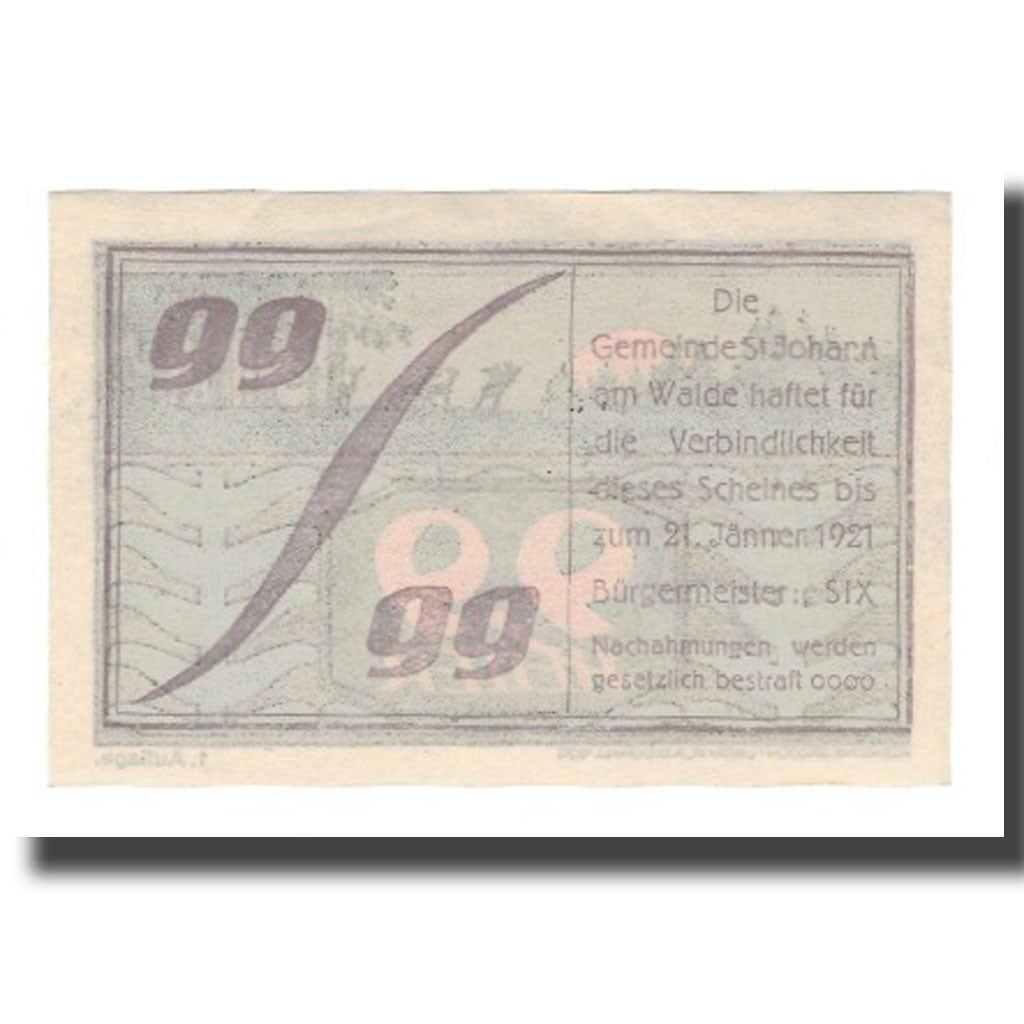 99
99
Die
Gemeinde St Johann
am Walde haftet für
die Verbindlichkeit
dieses Scheines bis
zum 21. Jänner 1921
Bürgermeister: SIX
Nachahmungen werden
gesetzlich bestraft oooo
1. Auflage.